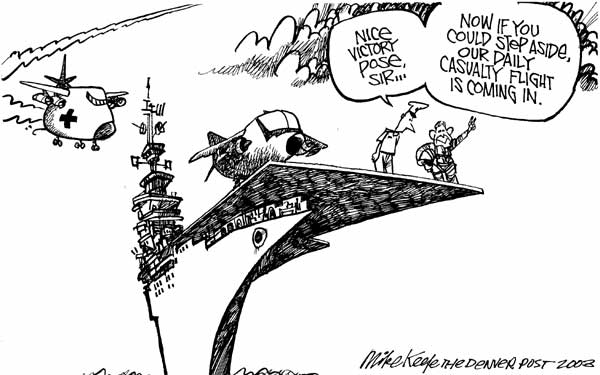 NICE
VICTORY
POSE,
SIR...
NOW IF YOU
COULD STEP ASIDE,
OUR DAILY
CASUALTY FLIGHT
IS COMING IN.
Mike Keefe THE DENVER POST 2003